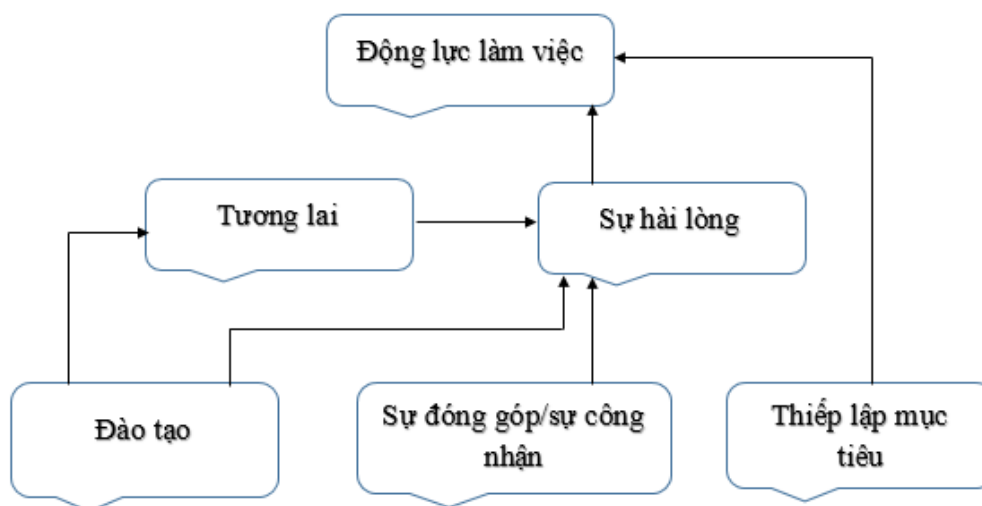 Động lực làm việc
Tương lai
Sự hài lòng
Đào tạo
Sự đóng góp/sự công
nhận
Thiếp lập mục
tiêu